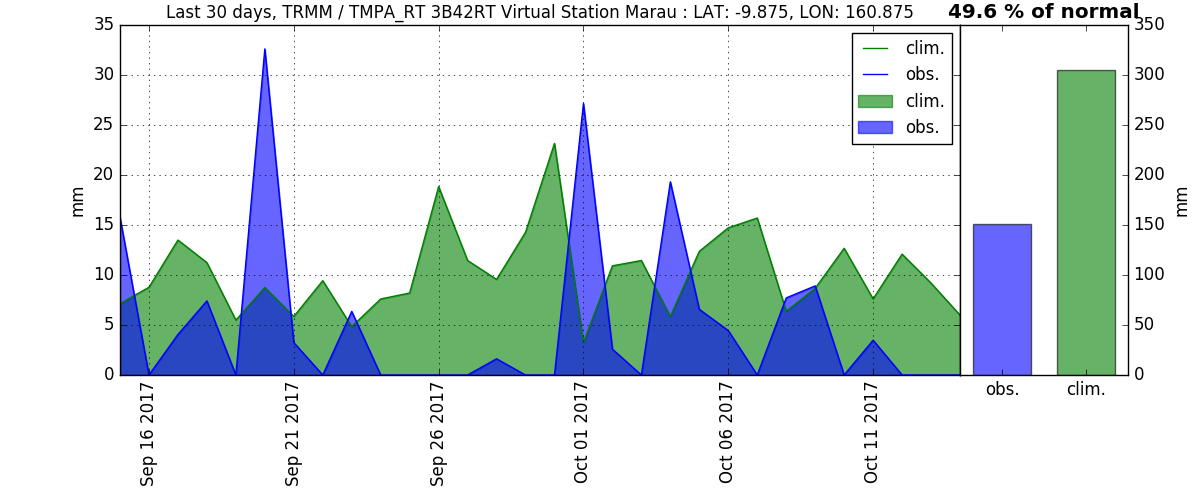 Last 30 days, TRMM / TMPA_RT 3B42RT Virtual Station Marau : LAT: -9.875, LON: 160.875
49.6 % of normal
35
30
25
20
15
10
5
0
mm
clim.
obs.
clim.
obs.
Sep 16 2017
Sep 21 2017
Sep 26 2017
Oct 01 2017
Oct 06 2017
Oct 11 2017
350
300
250
200
150
100
50
0
mm
obs.
clim.